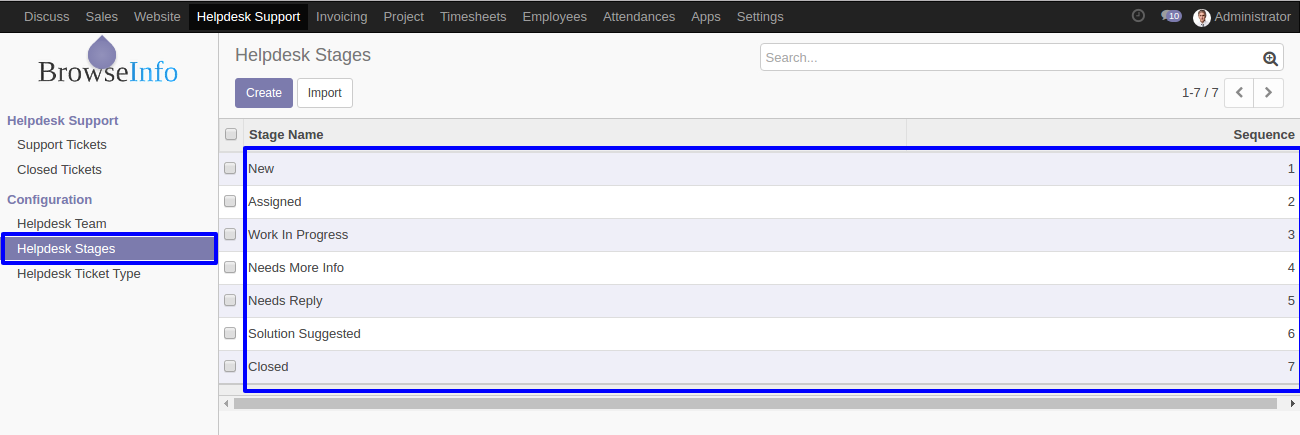 Discuss Sales Website Helpdesk Support Invoicing Project Timesheets Employees Attendances Apps Settings 10 Administrator
BrowseInfo
Helpdesk Support
Support Tickets
Closed Tickets
Configuration
Helpdesk Team
Helpdesk Stages
Helpdesk Ticket Type
Helpdesk Stages
Search...
Create Import
1-7 / 7
Stage Name Sequence
New 1
Assigned 2
Work In Progress 3
Needs More Info 4
Needs Reply 5
Solution Suggested 6
Closed 7